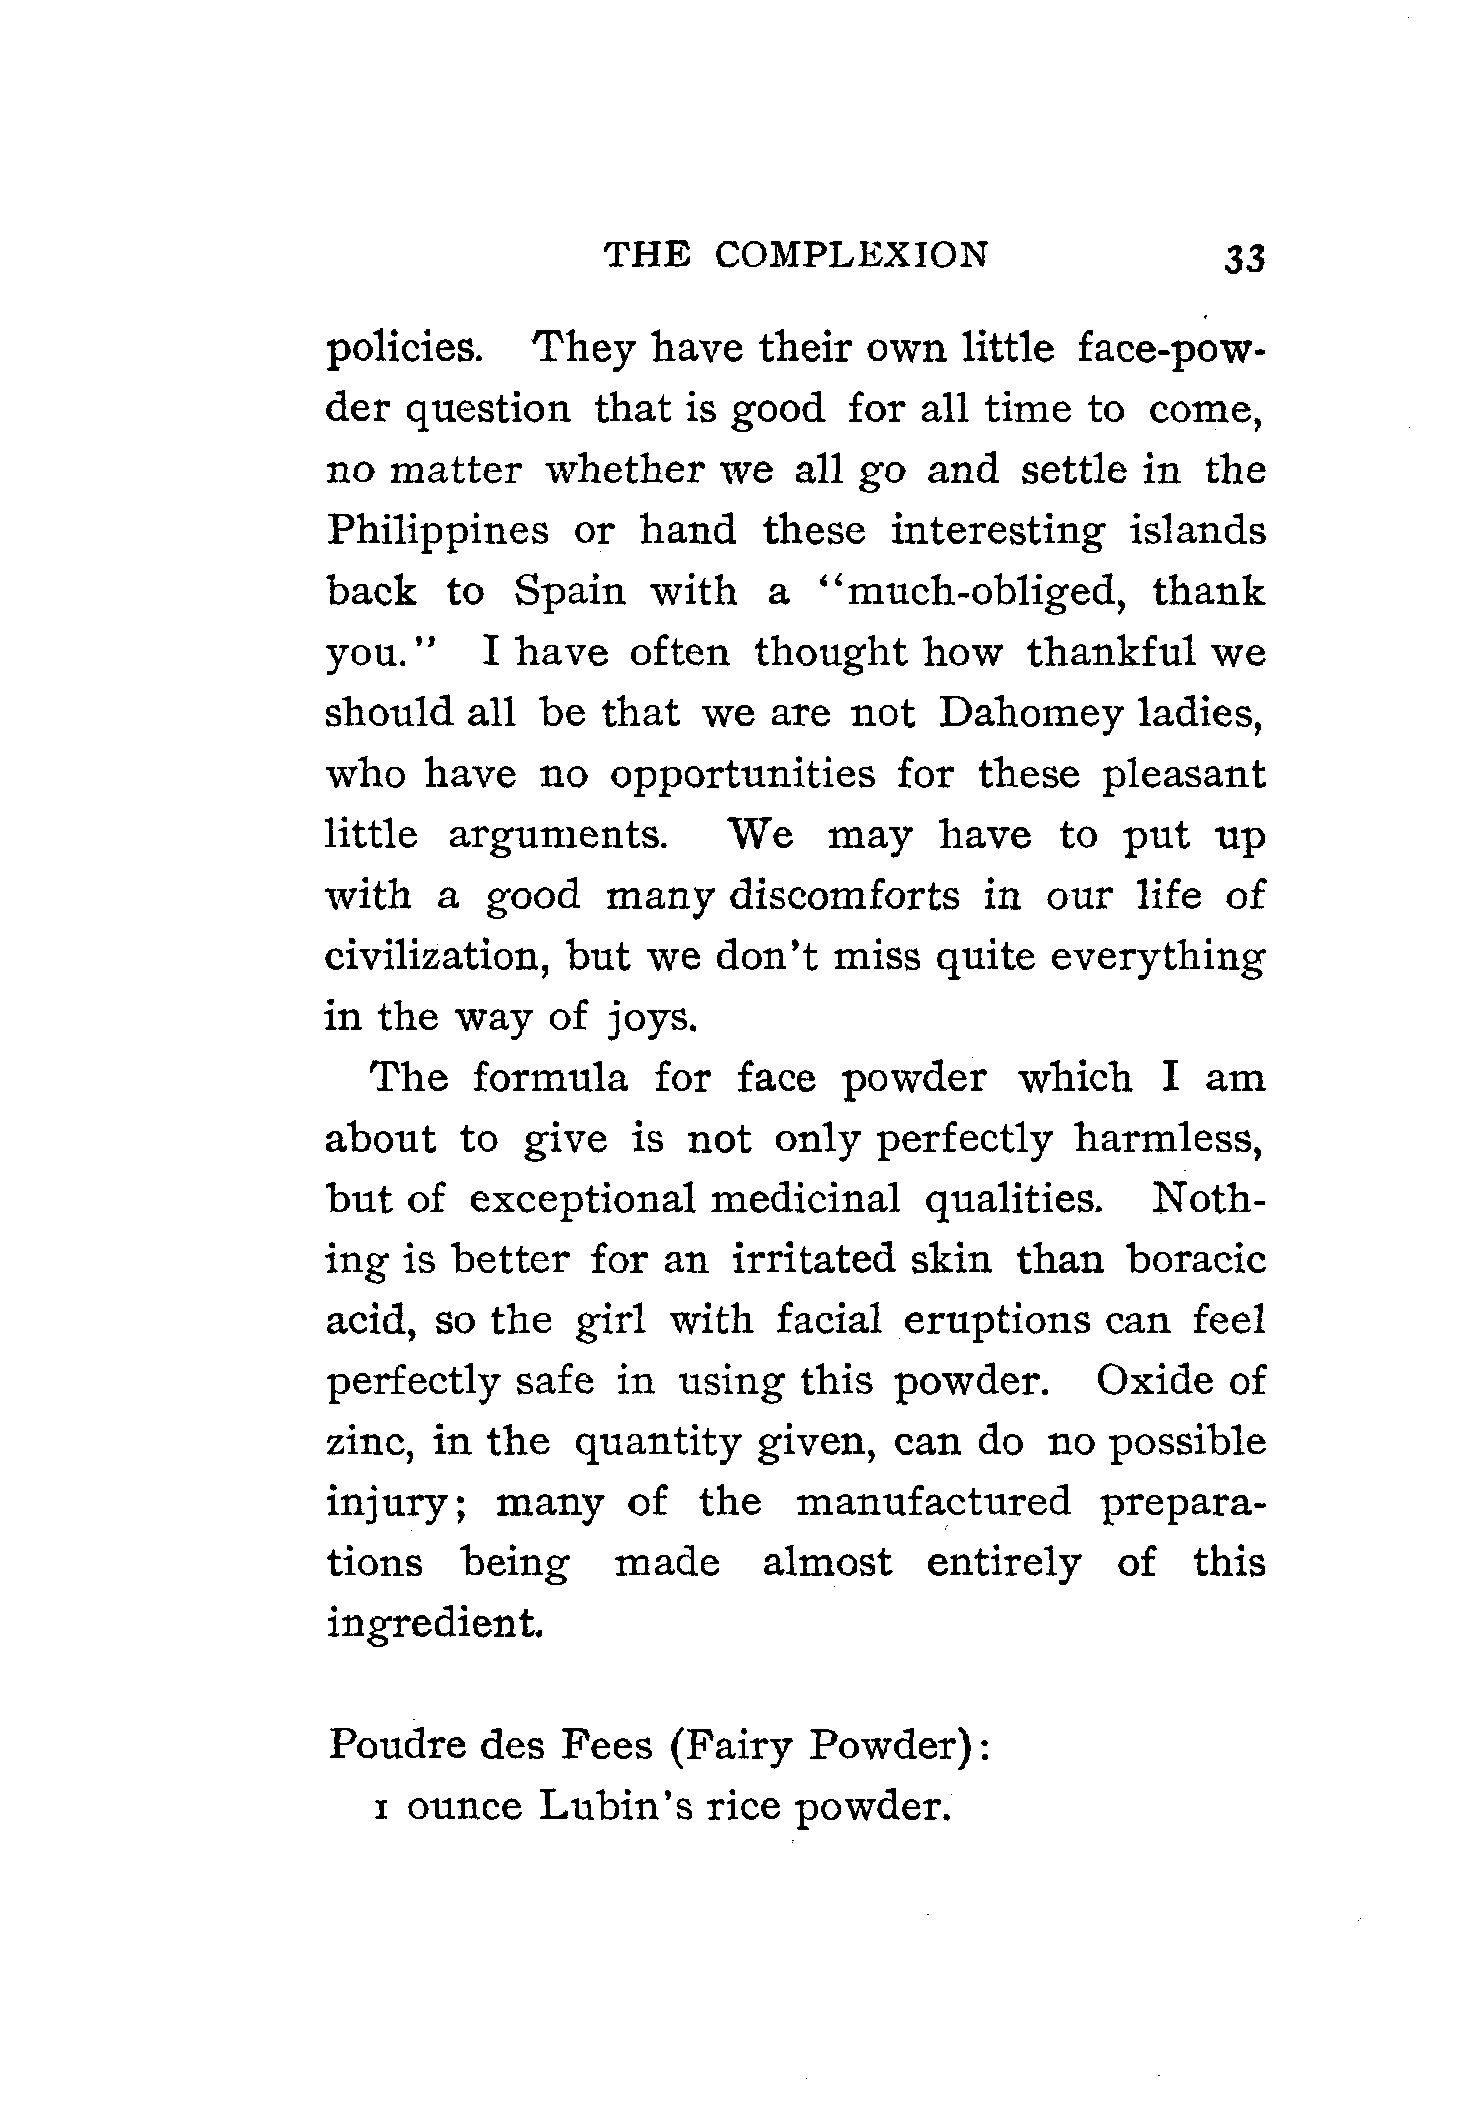 THE COMPLEXION 33
policies. They have their own little face-pow-
der question that is good for all time to come,
no matter whether we all go and settle in the
Philippines or hand these interesting islands
back to Spain with a "much-obliged, thank
you." I have often thought how thankful we
should all be that we are not Dahomey ladies,
who have no opportunities for these pleasant
little arguments. We may have to put up
with a good many discomforts in our life of
civilization, but we don't miss quite everything
in the way of joys.
The formula for face powder which I am
about to give is not only perfectly harmless,
but of exceptional medicinal qualities. Noth-
ing is better for an irritated skin than boracic
acid, so the girl with facial eruptions can feel
perfectly safe in using this powder. Oxide of
zinc, in the quantity given, can do no possible
injury; many of the manufactured prepara-
tions being made almost entirely of this
ingredient.
Poudre des Fees (Fairy Powder):
1 ounce Lubin's rice powder.